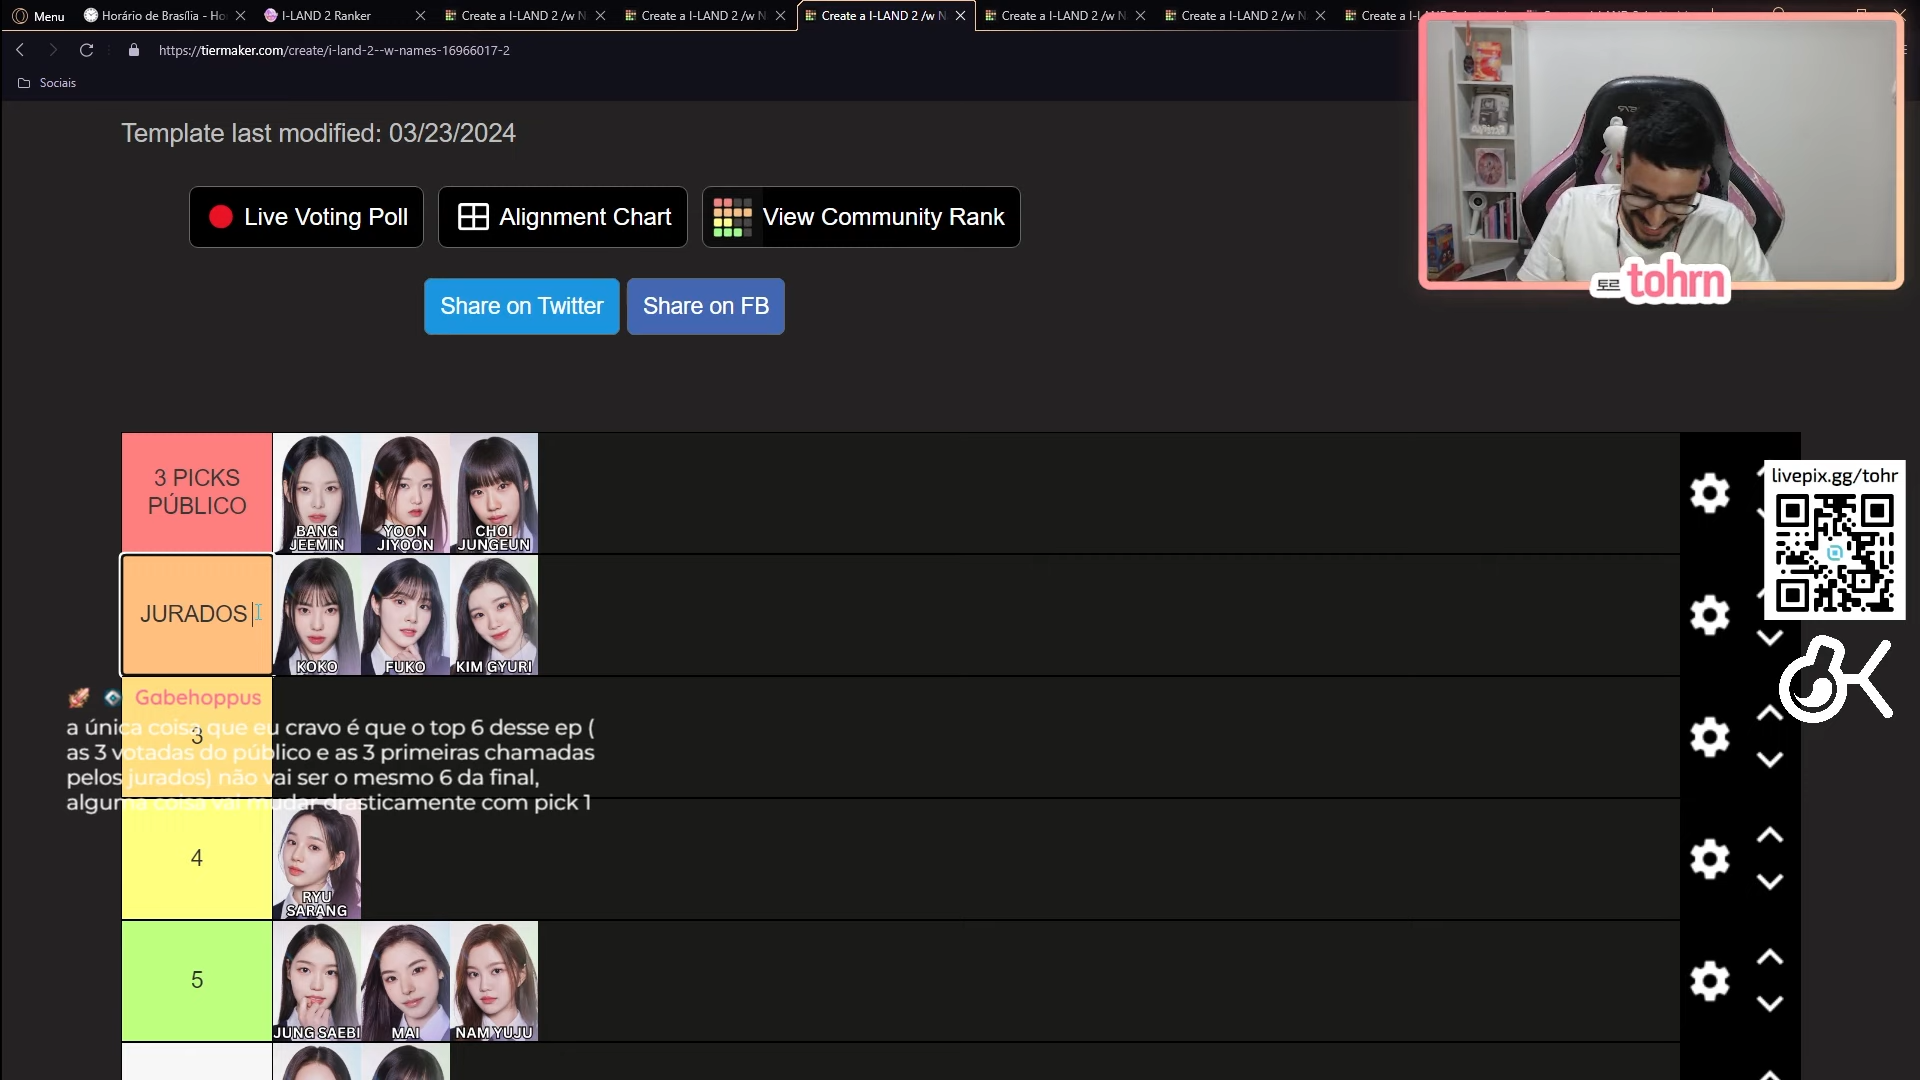 Menu
Horário de Brasília - Ho
I-LAND 2 Ranker
Create a I-LAND 2 /w N
Create a I-LAND 2 /w N
Create a I-LAND 2 /w N
Create a I-LAND 2 /w N
Create a I-LAND 2 /w N
https://tiermaker.com/create/i-land-2--w-names-16966017-2
Sociais
Template last modified: 03/23/2024
Live Voting Poll
Alignment Chart
View Community Rank
Share on Twitter
Share on FB
토르 tohrn
livepix.gg/tohr
3 PICKS
PÚBLICO
BANG
JEEMIN
YOON
JIYOON
CHOI
JUNGEUN
JURADOS
KOKO
FUKO
KIM GYURI
Gabehoppus
3
a única coisa que eu cravo é que o top 6 desse ep (
as 3 votadas do público e as 3 primeiras chamadas
pelos jurados) não vai ser o mesmo 6 da final,
alguma coisa vai mudar drasticamente com pick 1
4
RYU
SARANG
5
JUNG SAEBI
MAI
NAM YUJU